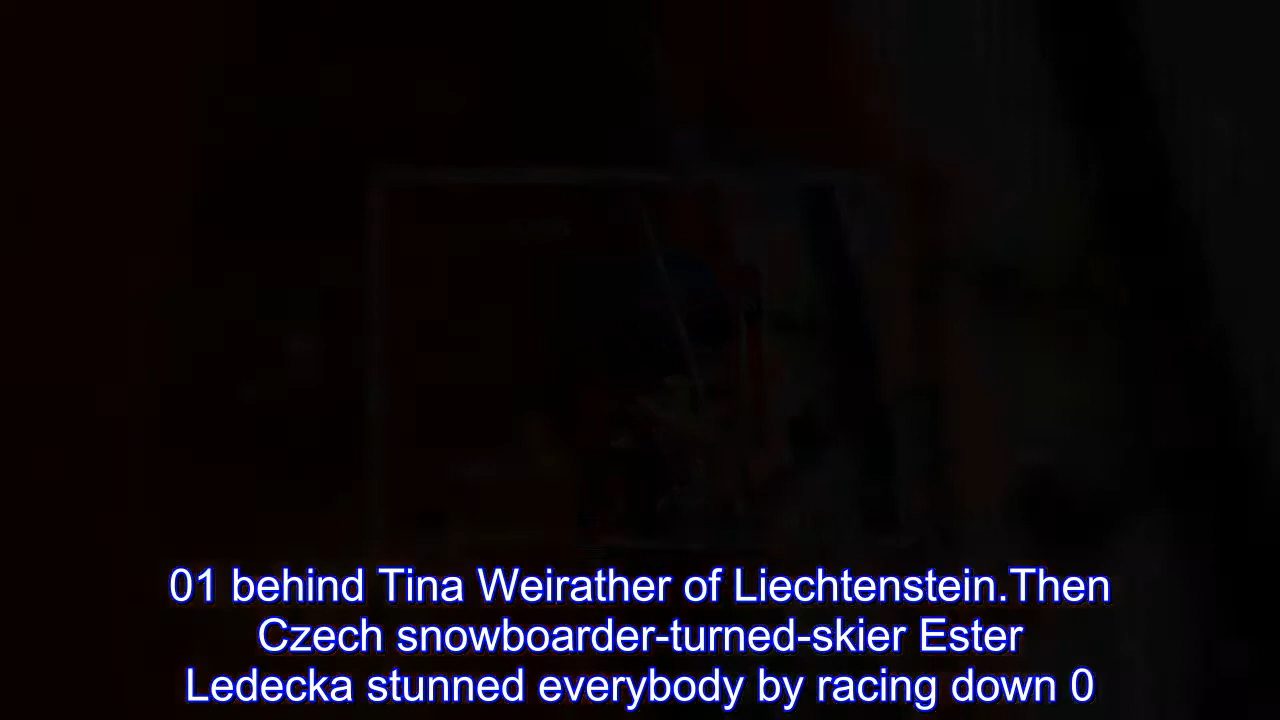 01 behind Tina Weirather of Liechtenstein.Then
Czech snowboarder-turned-skier Ester
Ledecka stunned everybody by racing down 0